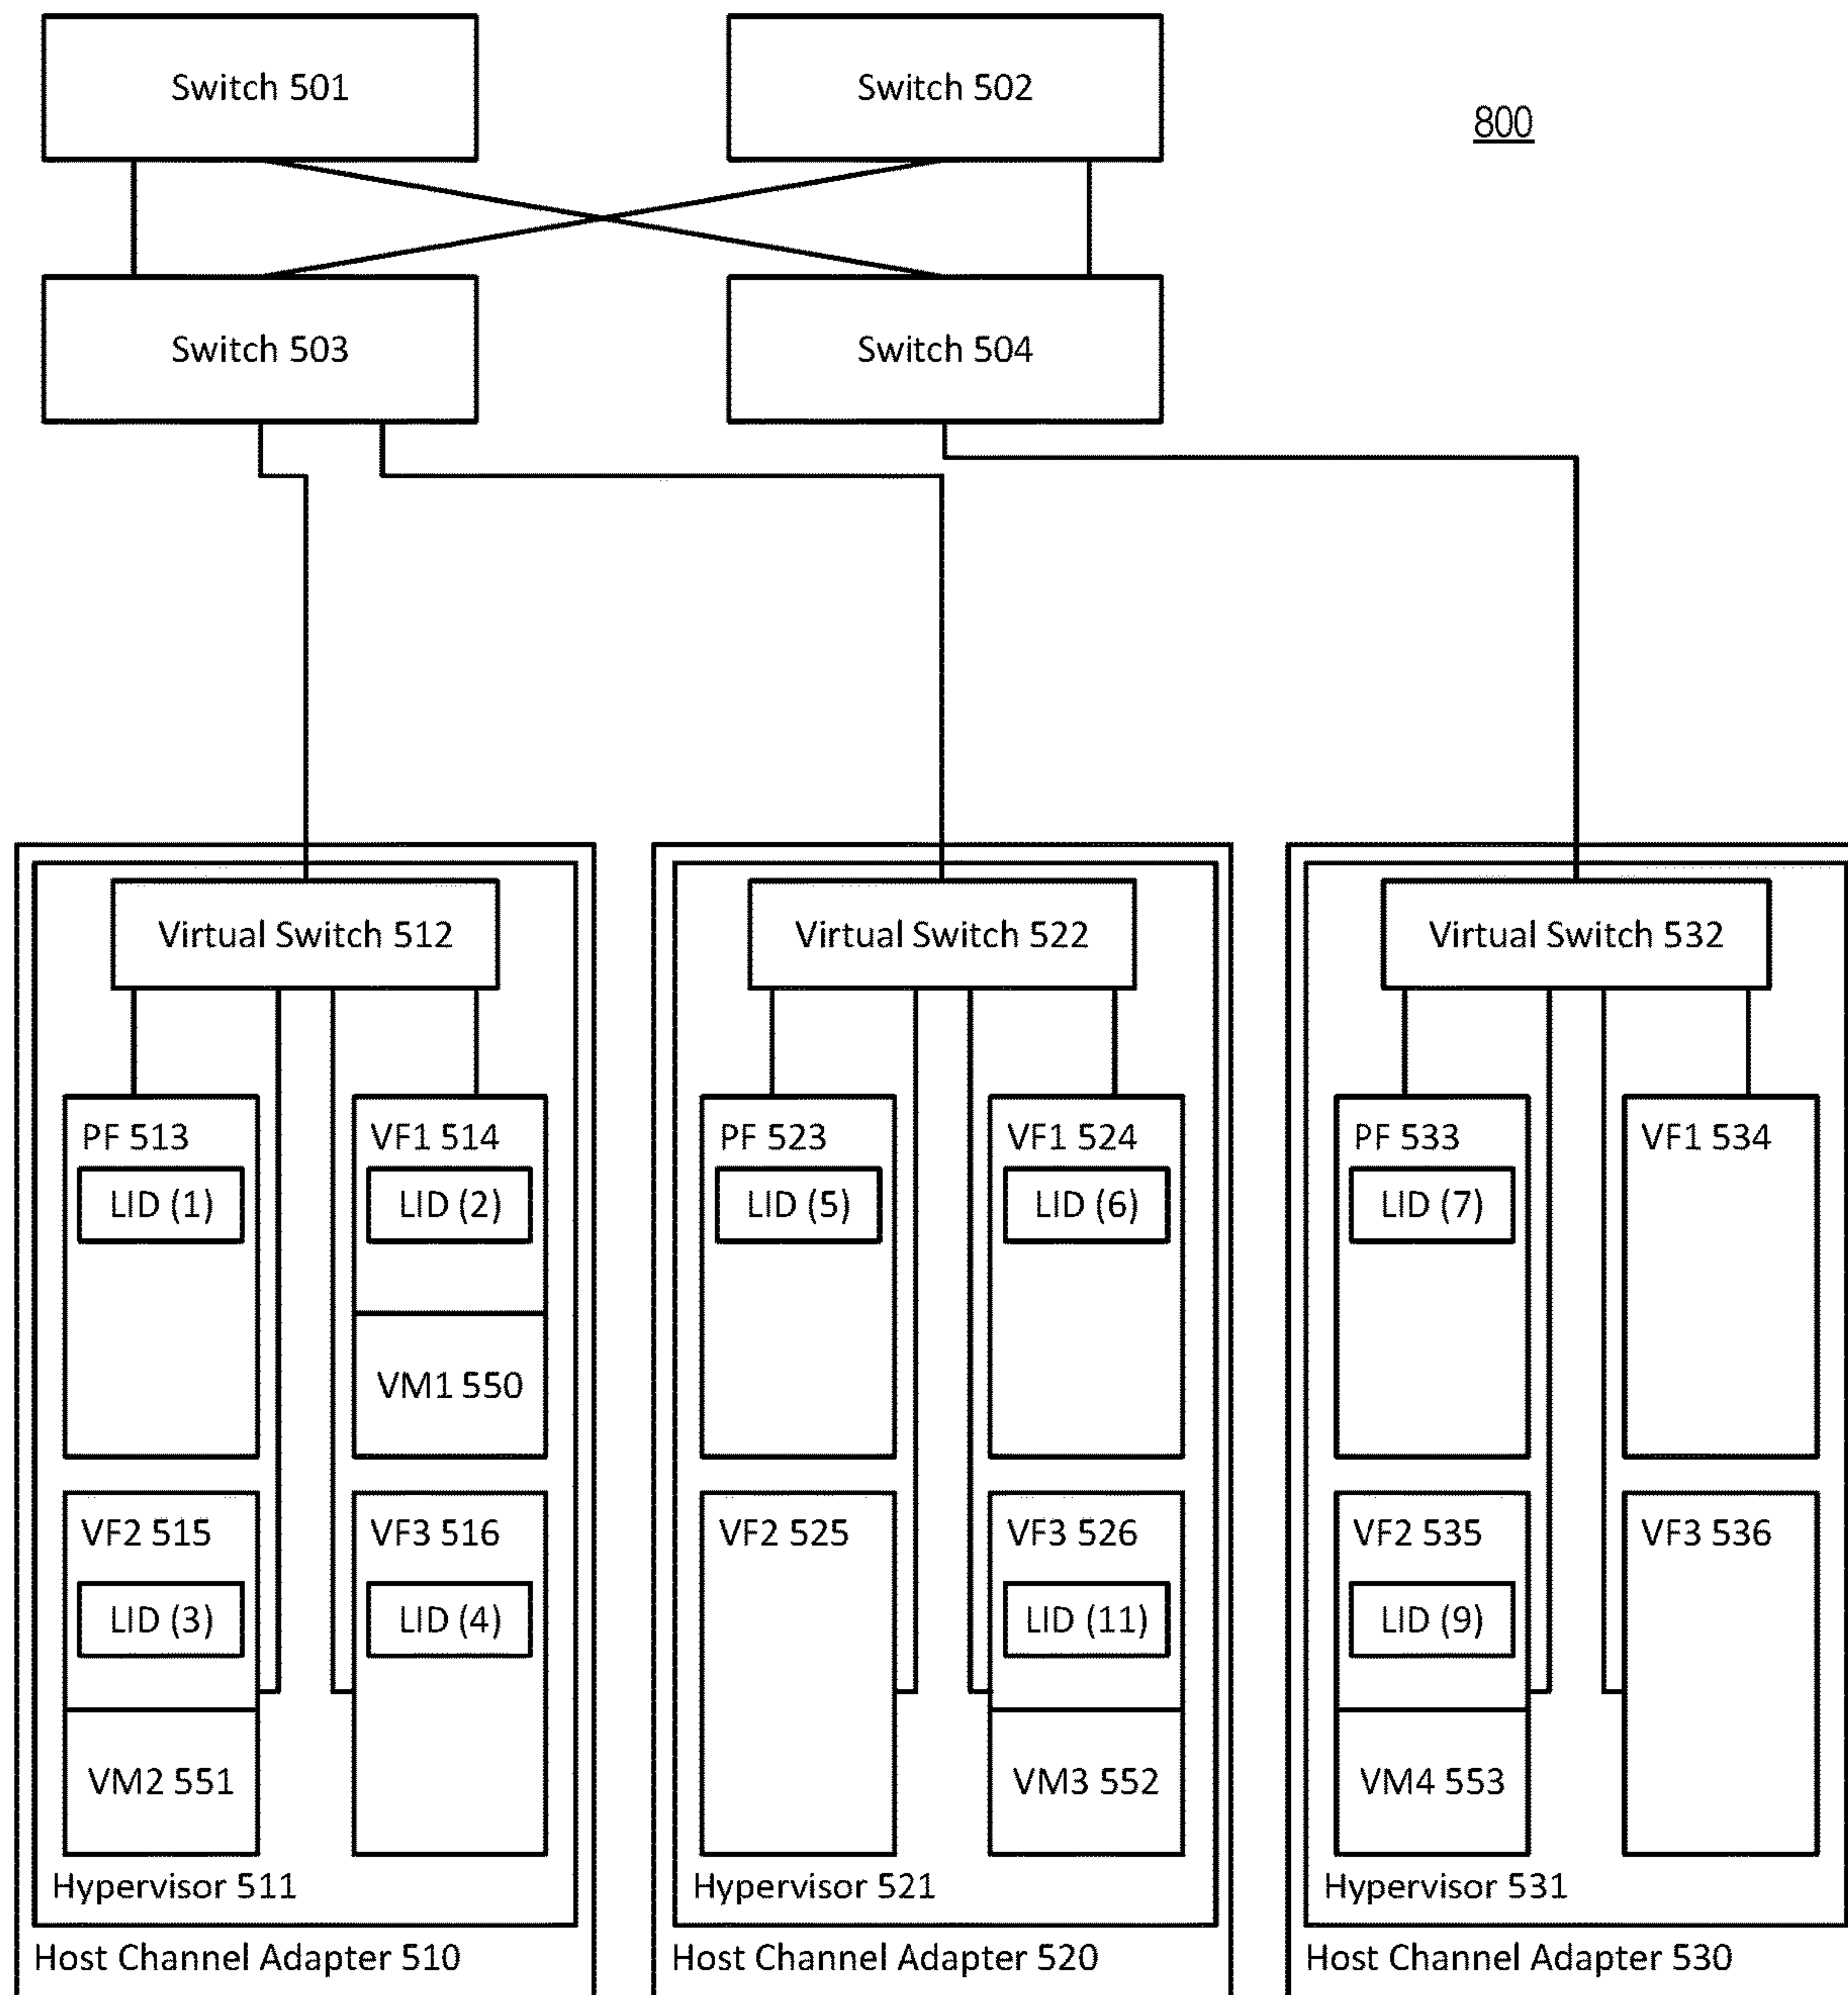 Switch 501
Switch 502
800
Switch 503
Switch 504
Virtual Switch 512
Virtual Switch 522
Virtual Switch 532
PF 513
LID (1)
VF1 514
LID (2)
VM1 550
VF2 515
LID (3)
VM2 551
VF3 516
LID (4)
Hypervisor 511
Host Channel Adapter 510
PF 523
LID (5)
VF1 524
LID (6)
VF2 525
VF3 526
LID (11)
VM3 552
Hypervisor 521
Host Channel Adapter 520
PF 533
LID (7)
VF1 534
VF2 535
LID (9)
VM4 553
VF3 536
Hypervisor 531
Host Channel Adapter 530